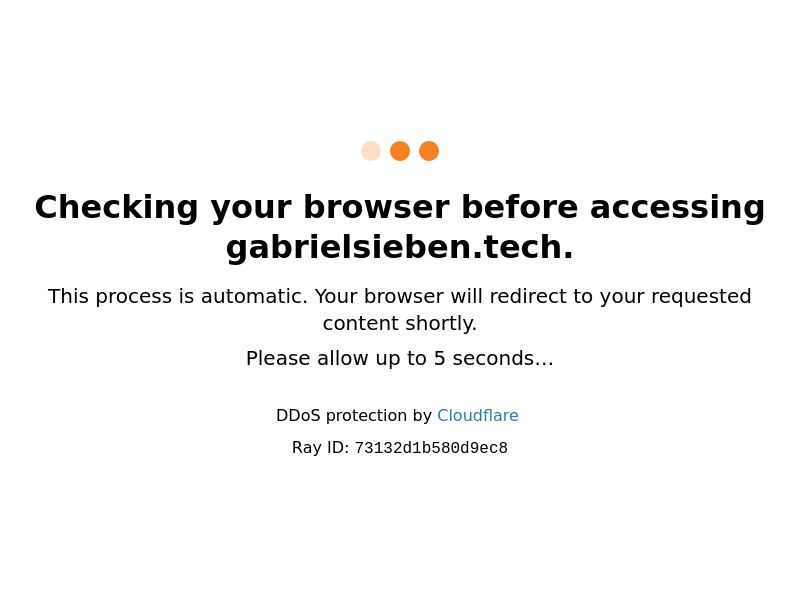 Checking your browser before accessing
gabrielsieben.tech.
This process is automatic. Your browser will redirect to your requested
content shortly.
Please allow up to 5 seconds…
DDoS protection by Cloudflare
Ray ID: 73132d1b580d9ec8